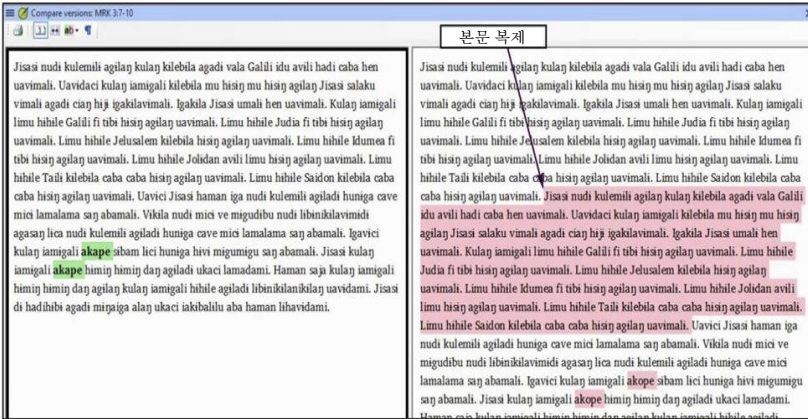 Compare versions: MRK 3:7-10
본문 복제
Jisasi nudi kulemili agilaŋ kulaŋ kilebila agadi vala Galili idu avili hadi caba hen
uavimali. Uavidaci kulaŋ iamigali kilebila mu hisiŋ mu hisiŋ agilaŋ Jisasi salaku
vimali agadi ciaŋ hiji igakilavimali. Igakila Jisasi umali hen uavimali. Kulaŋ iamigali
limu hihile Galili fi tibi hisiŋ agilaŋ uavimali. Limu hihile Judia fi tibi hisiŋ agilaŋ
uavimali. Limu hihile Jelusalem kilebila hisiŋ agilaŋ uavimali. Limu hihile Idumea fi
tibi hisiŋ agilaŋ uavimali. Limu hihile Jolidan avili limu hisiŋ agilaŋ uavimali. Limu
hihile Taili kilebila caba caba hisiŋ agilaŋ uavimali. Limu hihile Saidon kilebila caba
caba hisiŋ agilaŋ uavimali. Uavici Jisasi haman iga nudi kulemili agiladi huniga cave
mici lamalama saŋ abamali. Vikila nudi mici ve migudibu nudi libinikilavimidi
agasaŋ lica nudi kulemili agiladi huniga cave mici lamalama saŋ abamali. Igavici
kulaŋ iamigali akape sibam lici huniga hivi migumigu saŋ abamali. Jisasi kulaŋ
iamigali akape himiŋ himiŋ daŋ agiladi ukaci lamadami. Haman saja kulaŋ iamigali
himiŋ himiŋ daŋ agilaŋ kulaŋ iamigali hihile agiladi libinikilanikilaŋ uavidami. Jisasi
di hadihibi agadi miŋaiga alaŋ ukaci iakibalilu aba haman lihavidami.
Jisasi nudi kulemili agilaŋ kulaŋ kilebila agadi vala Galili idu avili hadi caba hen
uavimali. Uavidaci kulaŋ iamigali kilebila mu hisiŋ mu hisiŋ agilaŋ Jisasi salaku
vimali agadi ciaŋ hiji igakilavimali. Igakila Jisasi umali hen uavimali. Kulaŋ iamigali
limu hihile Galili fi tibi hisiŋ agilaŋ uavimali. Limu hihile Judia fi tibi hisiŋ agilaŋ
uavimali. Limu hihile Jelusalem kilebila hisiŋ agilaŋ uavimali. Limu hihile Idumea fi
tibi hisiŋ agilaŋ uavimali. Limu hihile Jolidan avili limu hisiŋ agilaŋ uavimali. Limu
hihile Taili kilebila caba caba hisiŋ agilaŋ uavimali. Limu hihile Saidon kilebila caba
caba hisiŋ agilaŋ uavimali. Jisasi nudi kulemili agilaŋ kulaŋ kilebila agadi vala Galili
idu avili hadi caba hen uavimali. Uavidaci kulaŋ iamigali kilebila mu hisiŋ mu hisiŋ
agilaŋ Jisasi salaku vimali agadi ciaŋ hiji igakilavimali. Igakila Jisasi umali hen
uavimali. Kulaŋ iamigali limu hihile Galili fi tibi hisiŋ agilaŋ uavimali. Limu hihile
Judia fi tibi hisiŋ agilaŋ uavimali. Limu hihile Jelusalem kilebila hisiŋ agilaŋ
uavimali. Limu hihile Idumea fi tibi hisiŋ agilaŋ uavimali. Limu hihile Jolidan avili
limu hisiŋ agilaŋ uavimali. Limu hihile Taili kilebila caba caba hisiŋ agilaŋ uavimali.
Limu hihile Saidon kilebila caba caba hisiŋ agilaŋ uavimali. Uavici Jisasi haman iga
nudi kulemili agiladi huniga cave mici lamalama saŋ abamali. Vikila nudi mici ve
migudibu nudi libinikilavimidi agasaŋ lica nudi kulemili agiladi huniga cave mici
lamalama saŋ abamali. Igavici kulaŋ iamigali akope sibam lici huniga hivi migumigu
saŋ abamali. Jisasi kulaŋ iamigali akope himiŋ himiŋ daŋ agiladi ukaci lamadami.